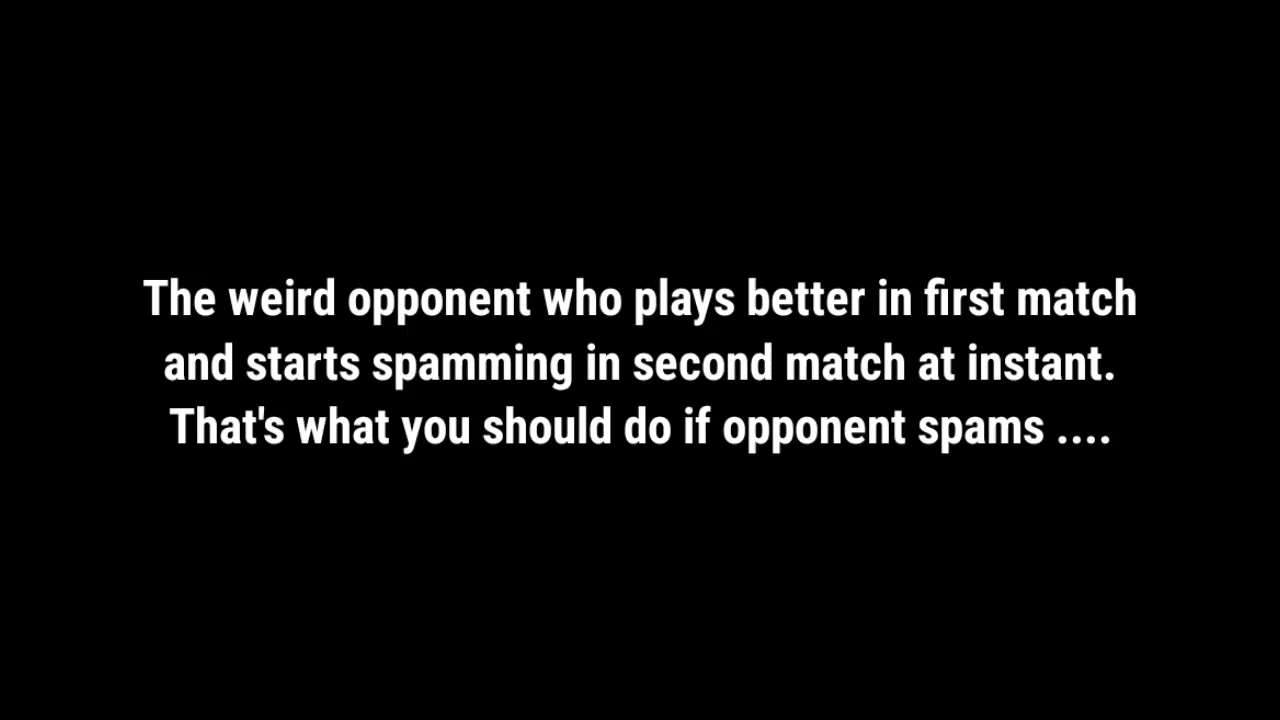 The weird opponent who plays better in first match
and starts spamming in second match at instant.
That's what you should do if opponent spams ....